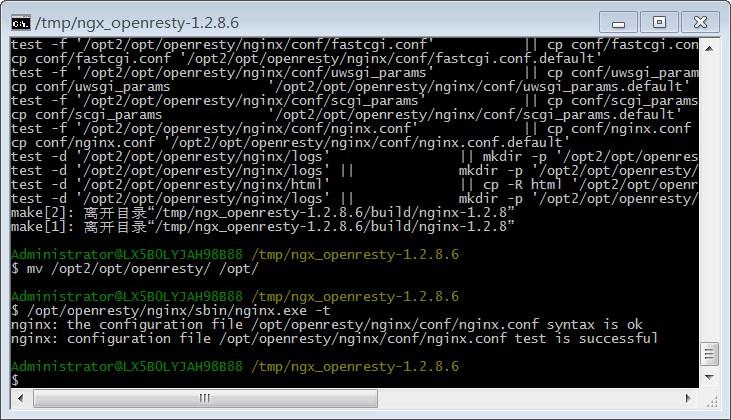 /tmp/ngx_openresty-1.2.8.6
test -f '/opt2/opt/openresty/nginx/conf/fastcgi.conf' || cp conf/fastcgi.con
cp conf/fastcgi.conf '/opt2/opt/openresty/nginx/conf/fastcgi.conf.default'
test -f '/opt2/opt/openresty/nginx/conf/uwsgi_params' || cp conf/uwsgi_param
cp conf/uwsgi_params '/opt2/opt/openresty/nginx/conf/uwsgi_params.default'
test -f '/opt2/opt/openresty/nginx/conf/scgi_params' || cp conf/scgi_params
cp conf/scgi_params '/opt2/opt/openresty/nginx/conf/scgi_params.default'
test -f '/opt2/opt/openresty/nginx/conf/nginx.conf' || cp conf/nginx.conf
cp conf/nginx.conf '/opt2/opt/openresty/nginx/conf/nginx.conf.default'
test -d '/opt2/opt/openresty/nginx/logs' || mkdir -p '/opt2/opt/openres
test -d '/opt2/opt/openresty/nginx/logs' || mkdir -p '/opt2/opt/openresty/
test -d '/opt2/opt/openresty/nginx/html' || cp -R html '/opt2/opt/openr
test -d '/opt2/opt/openresty/nginx/logs' || mkdir -p '/opt2/opt/openresty/
make[2]: 离开目录“/tmp/ngx_openresty-1.2.8.6/build/nginx-1.2.8”
make[1]: 离开目录“/tmp/ngx_openresty-1.2.8.6/build/nginx-1.2.8”
Administrator@LX5BOLYJAH98B88 /tmp/ngx_openresty-1.2.8.6
$ mv /opt2/opt/openresty/ /opt/
Administrator@LX5BOLYJAH98B88 /tmp/ngx_openresty-1.2.8.6
$ /opt/openresty/nginx/sbin/nginx.exe -t
nginx: the configuration file /opt/openresty/nginx/conf/nginx.conf syntax is ok
nginx: configuration file /opt/openresty/nginx/conf/nginx.conf test is successful
Administrator@LX5BOLYJAH98B88 /tmp/ngx_openresty-1.2.8.6
$